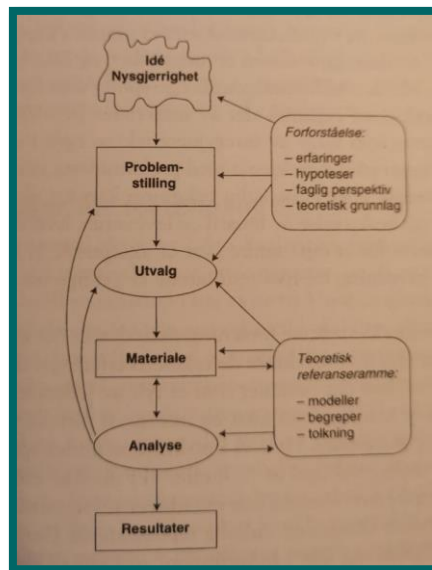 Idé
Nysgjerrighet
Forforståelse:
– erfaringer
– hypoteser
– faglig perspektiv
– teoretisk grunnlag
Problem-
stilling
Utvalg
Materiale
Teoretisk
referanseramme:
– modeller
– begreper
– tolkning
Analyse
Resultater